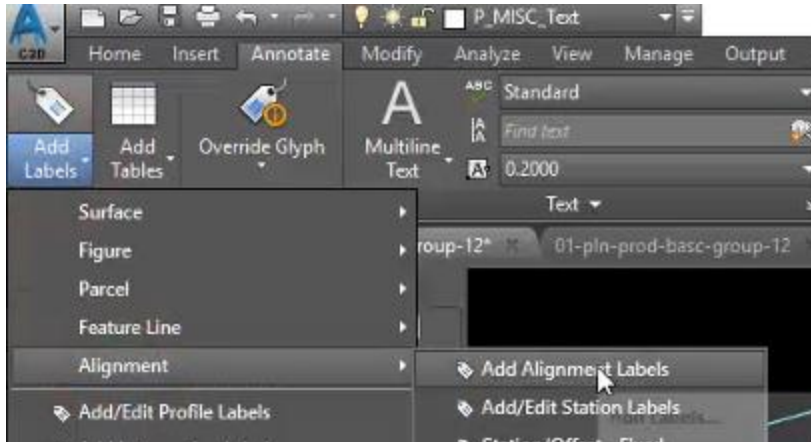 P_MISC_Text
C3D
Home Insert Annotate Modify Analyze View Manage Output
Add Labels
Add Tables
Override Glyph
Multiline Text
ABC Standard
Find text
0.2000
Text
Surface
Figure
roup-12* 01-pln-prod-basc-group-12
Parcel
Feature Line
Alignment
Add Alignment Labels
Add/Edit Profile Labels
Add/Edit Station Labels